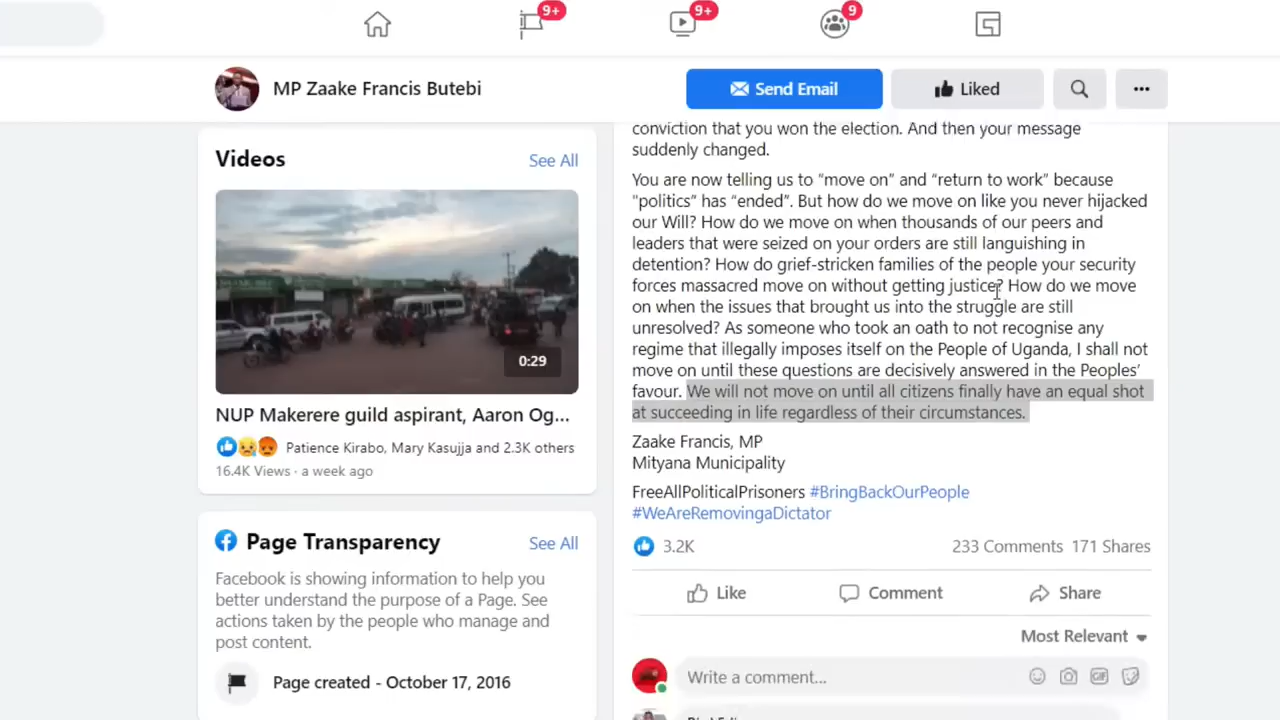 9+
9+
9
MP Zaake Francis Butebi
Send Email
Liked
Videos
See All
0:29
NUP Makerere guild aspirant, Aaron Og...
Patience Kirabo, Mary Kasujja and 2.3K others
16.4K Views · a week ago
Page Transparency
See All
Facebook is showing information to help you
better understand the purpose of a Page. See
actions taken by the people who manage and
post content.
Page created - October 17, 2016
conviction that you won the election. And then your message
suddenly changed.
You are now telling us to “move on” and “return to work” because
“politics” has “ended”. But how do we move on like you never hijacked
our Will? How do we move on when thousands of our peers and
leaders that were seized on your orders are still languishing in
detention? How do grief-stricken families of the people your security
forces massacred move on without getting justice? How do we move
on when the issues that brought us into the struggle are still
unresolved? As someone who took an oath to not recognise any
regime that illegally imposes itself on the People of Uganda, I shall not
move on until these questions are decisively answered in the Peoples’
favour. We will not move on until all citizens finally have an equal shot
at succeeding in life regardless of their circumstances.
Zaake Francis, MP
Mityana Municipality
FreeAllPoliticalPrisoners #BringBackOurPeople
#WeAreRemovingaDictator
3.2K
233 Comments 171 Shares
Like
Comment
Share
Most Relevant
Write a comment...
GIF